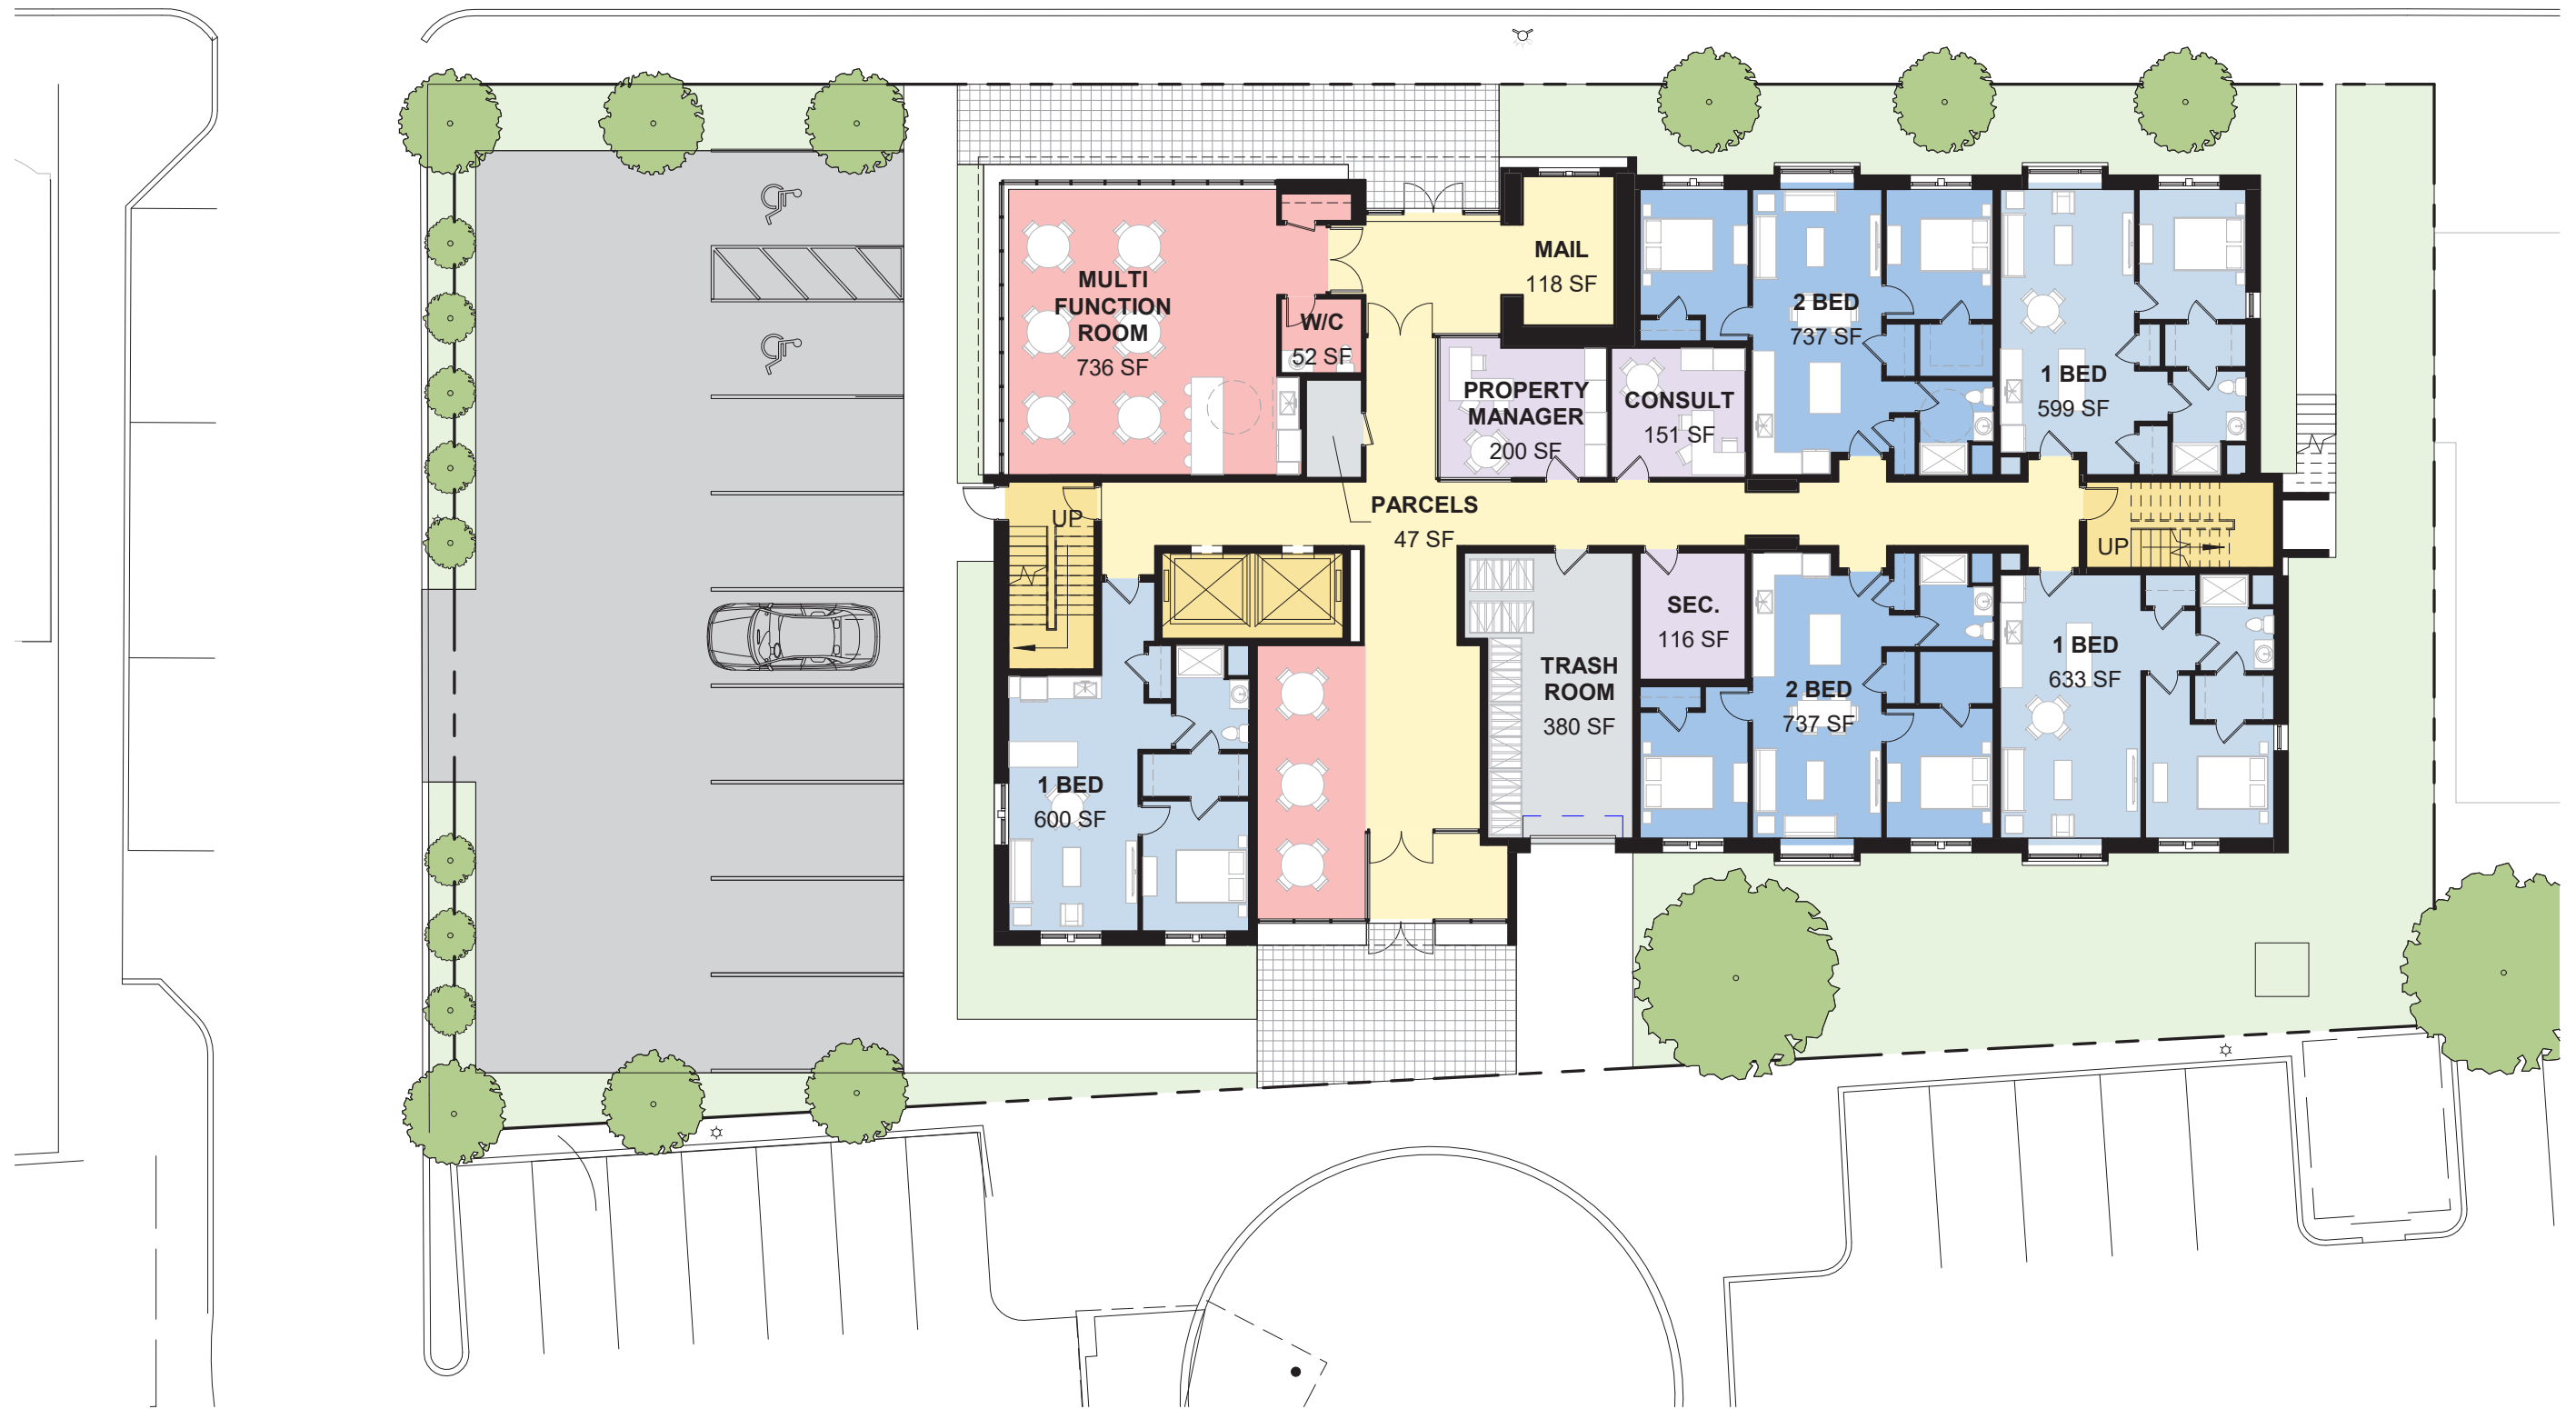 MAIL
118 SF
MULTI
FUNCTION
ROOM
736 SF
W/C
52 SF
2 BED
737 SF
1 BED
599 SF
PROPERTY
MANAGER
200 SF
CONSULT
151 SF
PARCELS
47 SF
UP
UP
SEC.
116 SF
TRASH
ROOM
380 SF
2 BED
737 SF
1 BED
633 SF
1 BED
600 SF